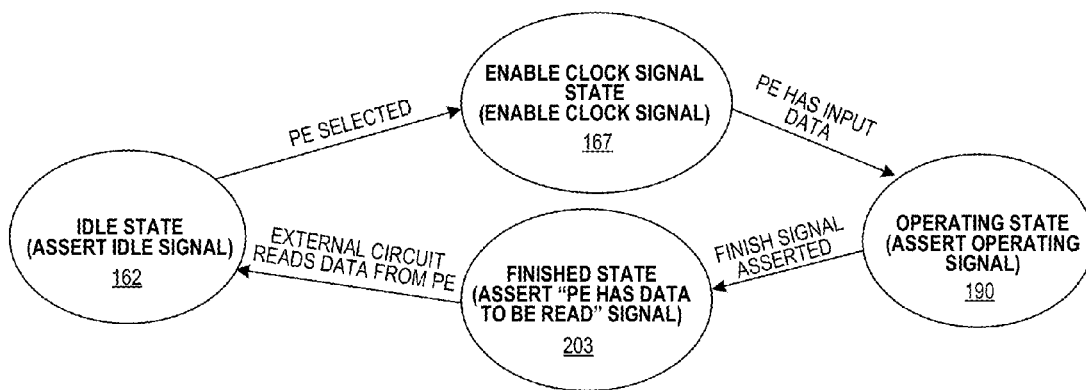 ENABLE CLOCK SIGNAL
STATE
(ENABLE CLOCK SIGNAL)
167
PE SELECTED
PE HAS INPUT
DATA
IDLE STATE
(ASSERT IDLE SIGNAL)
162
EXTERNAL CIRCUIT
READS DATA FROM PE
FINISHED STATE
(ASSERT "PE HAS DATA
TO BE READ" SIGNAL)
203
FINISH SIGNAL
ASSERTED
OPERATING STATE
(ASSERT OPERATING
SIGNAL)
190